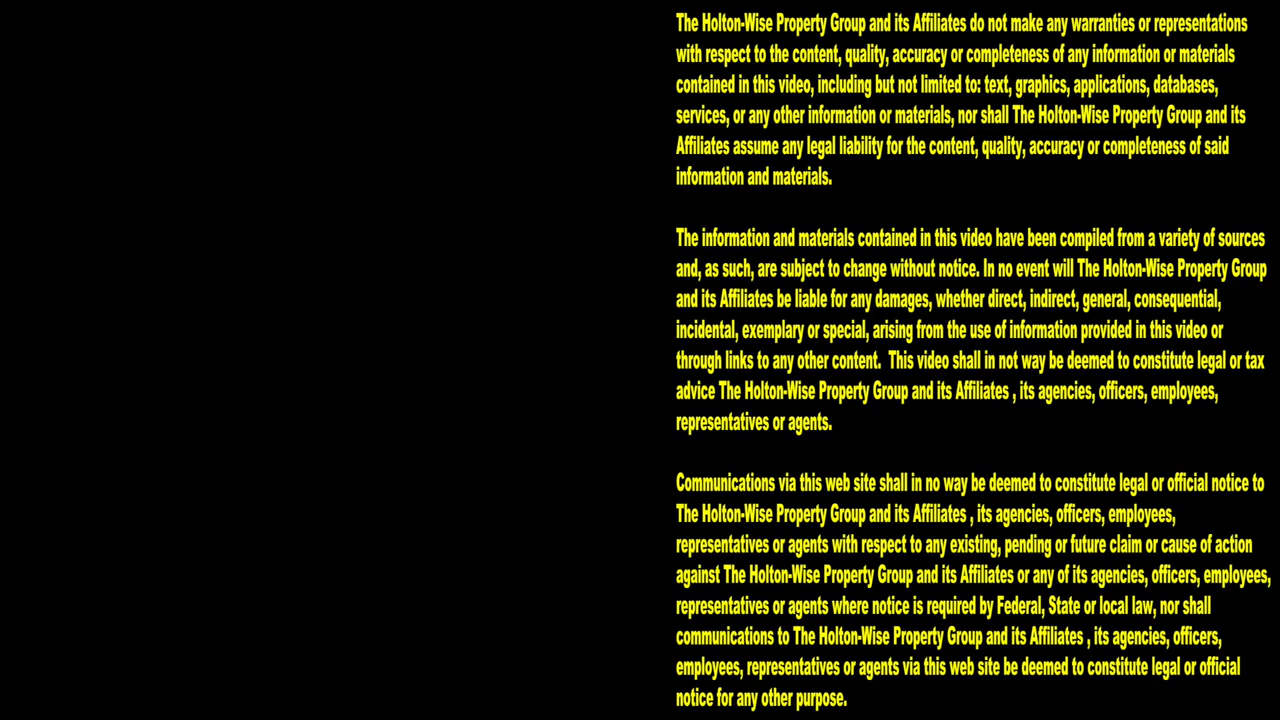 The Holton-Wise Property Group and its Affiliates do not make any warranties or representations
with respect to the content, quality, accuracy or completeness of any information or materials
contained in this video, including but not limited to: text, graphics, applications, databases,
services, or any other information or materials, nor shall The Holton-Wise Property Group and its
Affiliates assume any legal liability for the content, quality, accuracy or completeness of said
information and materials.
The information and materials contained in this video have been compiled from a variety of sources
and, as such, are subject to change without notice. In no event will The Holton-Wise Property Group
and its Affiliates be liable for any damages, whether direct, indirect, general, consequential,
incidental, exemplary or special, arising from the use of information provided in this video or
through links to any other content.  This video shall in not way be deemed to constitute legal or tax
advice The Holton-Wise Property Group and its Affiliates , its agencies, officers, employees,
representatives or agents.
Communications via this web site shall in no way be deemed to constitute legal or official notice to
The Holton-Wise Property Group and its Affiliates , its agencies, officers, employees,
representatives or agents with respect to any existing, pending or future claim or cause of action
against The Holton-Wise Property Group and its Affiliates or any of its agencies, officers, employees,
representatives or agents where notice is required by Federal, State or local law, nor shall
communications to The Holton-Wise Property Group and its Affiliates , its agencies, officers,
employees, representatives or agents via this web site be deemed to constitute legal or official
notice for any other purpose.